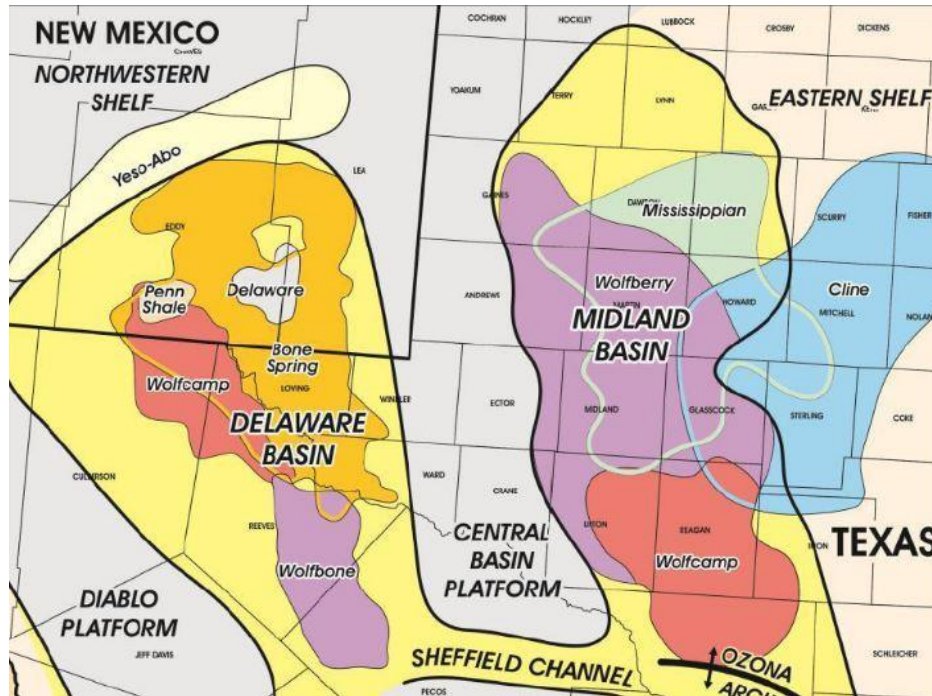 COCHRAN
HOCKLEY
LUBBOCK
CROSBY
DICKENS
NEW MEXICO
CHAVES
NORTHWESTERN
SHELF
YOAKUM
TERRY
LYNN
EASTERN SHELF
Yeso-Abo
LEA
GAINES
DAWSON
Mississippian
SCURRY
FISHER
EDDY
Penn
Shale
Delaware
ANDREWS
Wolfberry
MARTIN
HOWARD
Cline
MITCHELL
NOLAN
MIDLAND
BASIN
Bone
Spring
Wolfcamp
LOVING
WINKLER
ECTOR
MIDLAND
GLASSCOCK
STERLING
COKE
DELAWARE
BASIN
CULBERSON
WARD
CRANE
REEVES
UPTON
REAGAN
TEXAS
CENTRAL
BASIN
PLATFORM
Wolfcamp
Wolfbone
DIABLO
PLATFORM
JEFF DAVIS
SHEFFIELD CHANNEL
OZONA
ARCH
SCHLEICHER
PECOS